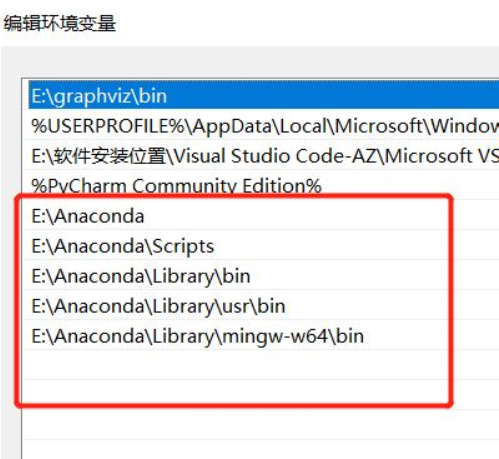 编辑环境变量
E:\graphviz\bin
%USERPROFILE%\AppData\Local\Microsoft\Window
E:\软件安装位置\Visual Studio Code-AZ\Microsoft VS
%PyCharm Community Edition%
E:\Anaconda
E:\Anaconda\Scripts
E:\Anaconda\Library\bin
E:\Anaconda\Library\usr\bin
E:\Anaconda\Library\mingw-w64\bin